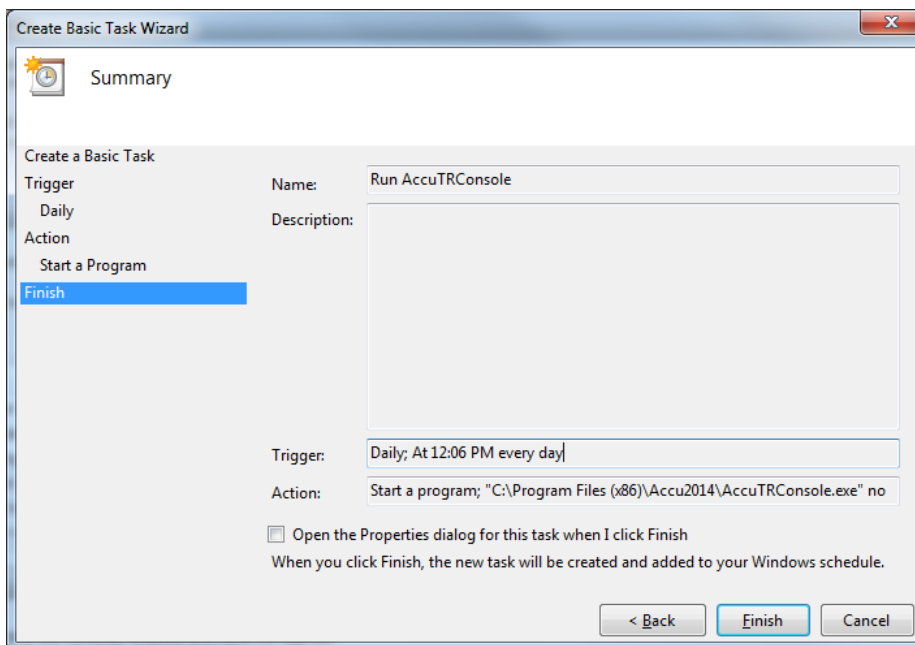 Create Basic Task Wizard
Summary
Create a Basic Task
Trigger
Daily
Action
Start a Program
Finish
Name:
Run AccuTRConsole
Description:
Trigger:
Daily; At 12:06 PM every day
Action:
Start a program; "C:\Program Files (x86)\Accu2014\AccuTRConsole.exe" no
Open the Properties dialog for this task when I click Finish
When you click Finish, the new task will be created and added to your Windows schedule.
< Back
Finish
Cancel